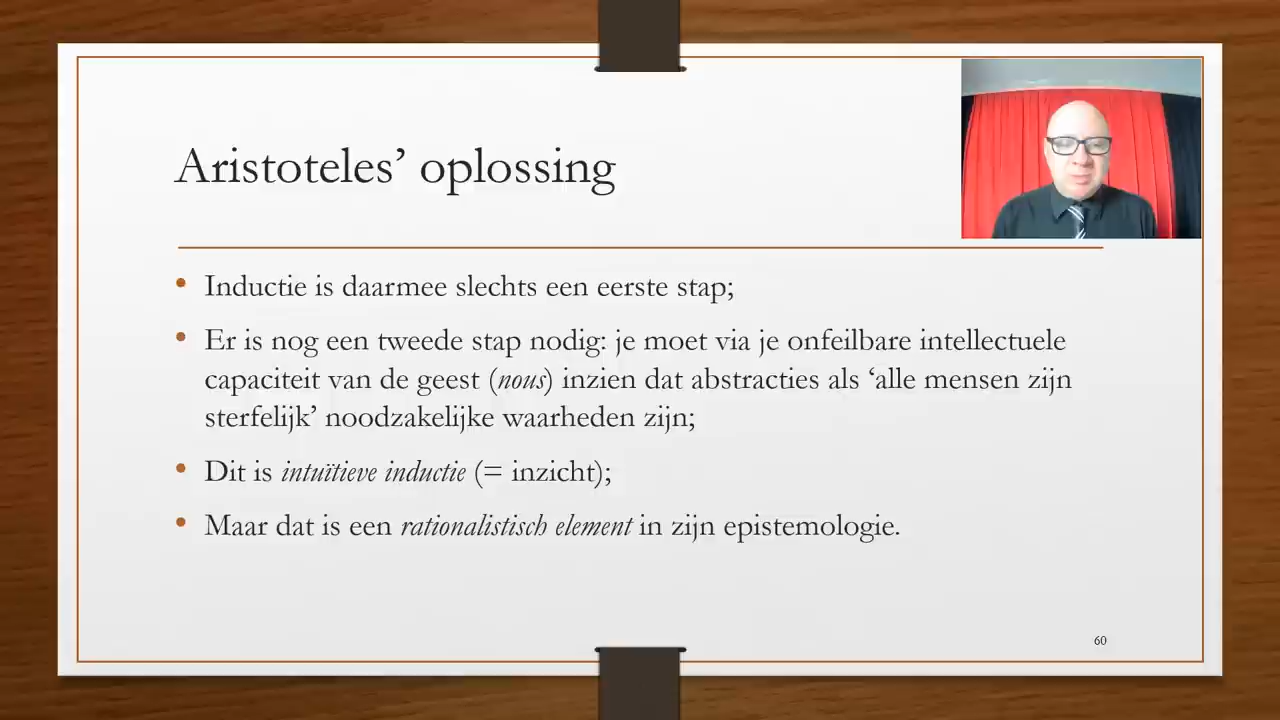 Aristoteles’ oplossing
• Inductie is daarmee slechts een eerste stap;
• Er is nog een tweede stap nodig: je moet via je onfeilbare intellectuele
capaciteit van de geest (nous) inzien dat abstracties als ‘alle mensen zijn
sterfelijk’ noodzakelijke waarheden zijn;
• Dit is intuïtieve inductie (= inzicht);
• Maar dat is een rationalistisch element in zijn epistemologie.
60